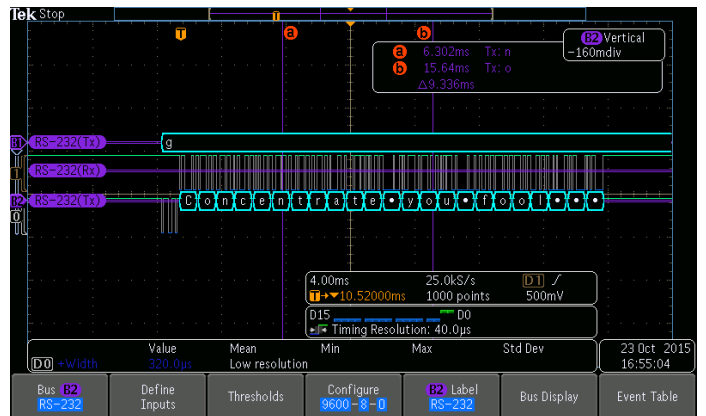 Tek Stop
T
a b
B2 Vertical
-160mdiv
a 6.302ms Tx: n
b 15.64ms Tx: o
Δ9.336ms
B1 RS-232(Tx) g
1 RS-232(Rx)
B2 RS-232(Tx) C o n c e n t r a t e • y o u • f o o l • • •
0
4.00ms 25.0kS/s D1 ∫
T→▼10.52000ms 1000 points 500mV
D15 D0
Timing Resolution: 40.0μs
Value Mean Min Max Std Dev
D0 +Width 320.0μs Low resolution
23 Oct 2015
16:55:04
Bus B2 RS-232
Define Inputs
Thresholds
Configure 9600-8-0
B2 Label RS-232
Bus Display
Event Table